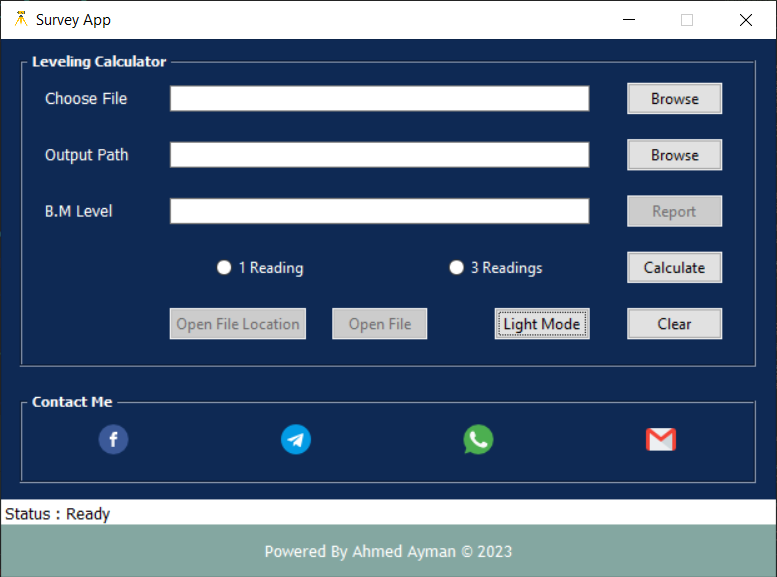 Survey App
Leveling Calculator
Choose File Browse
Output Path Browse
B.M Level Report
1 Reading 3 Readings Calculate
Open File Location Open File Light Mode Clear
Contact Me
Status : Ready
Powered By Ahmed Ayman © 2023